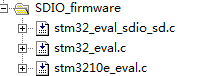 SDIO_firmware
stm32_eval_sdio_sd.c
stm32_eval.c
stm3210e_eval.c